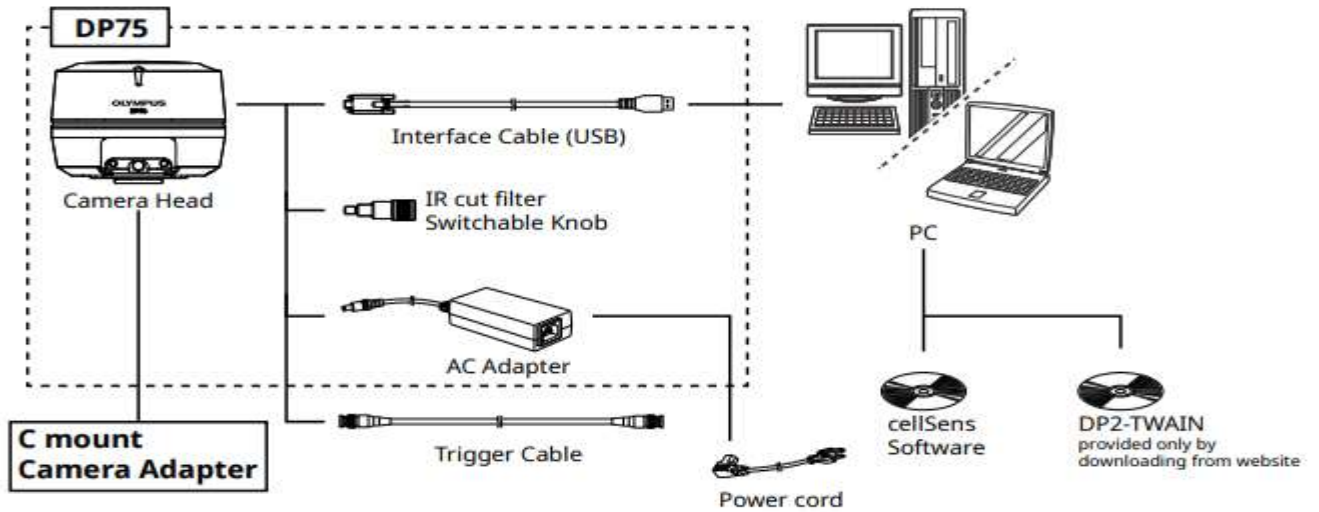 DP75
OLYMPUS
Camera Head
Interface Cable (USB)
IR cut filter
Switchable Knob
AC Adapter
Trigger Cable
Power cord
C mount
Camera Adapter
PC
cellSens
Software
DP2-TWAIN
provided only by
downloading from website